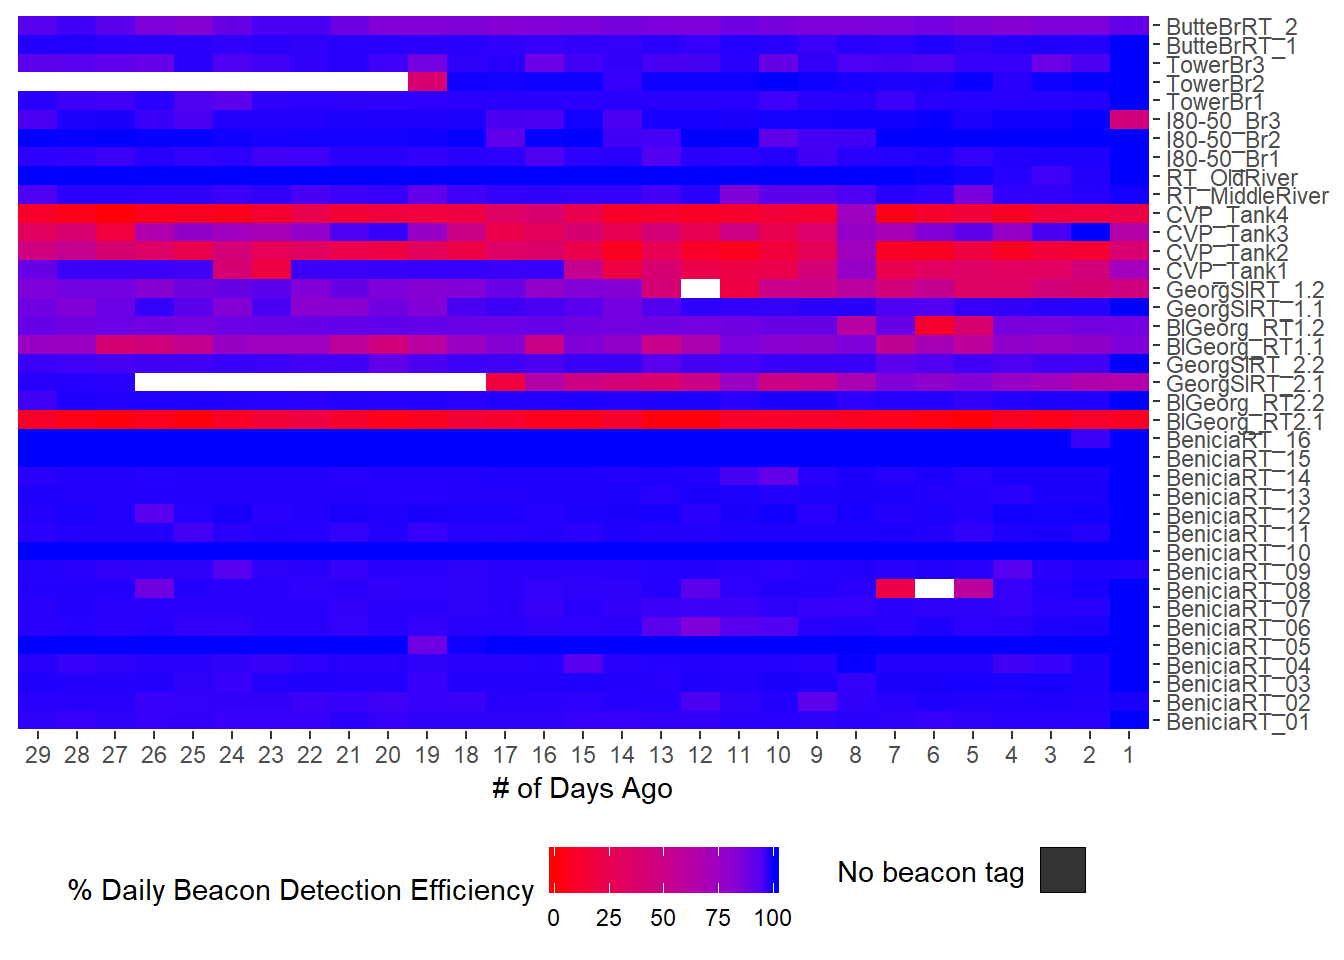 ButteBrRT_2
ButteBrRT_1
TowerBr3
TowerBr2
TowerBr1
I80-50_Br3
I80-50_Br2
I80-50_Br1
RT_OldRiver
RT_MiddleRiver
CVP_Tank4
CVP_Tank3
CVP_Tank2
CVP_Tank1
GeorgSlRT_1.2
GeorgSlRT_1.1
BlGeorg_RT1.2
BlGeorg_RT1.1
GeorgSlRT_2.2
GeorgSlRT_2.1
BlGeorg_RT2.2
BlGeorg_RT2.1
BeniciaRT_16
BeniciaRT_15
BeniciaRT_14
BeniciaRT_13
BeniciaRT_12
BeniciaRT_11
BeniciaRT_10
BeniciaRT_09
BeniciaRT_08
BeniciaRT_07
BeniciaRT_06
BeniciaRT_05
BeniciaRT_04
BeniciaRT_03
BeniciaRT_02
BeniciaRT_01
29 28 27 26 25 24 23 22 21 20 19 18 17 16 15 14 13 12 11 10 9 8 7 6 5 4 3 2 1
# of Days Ago
% Daily Beacon Detection Efficiency
0 25 50 75 100
No beacon tag